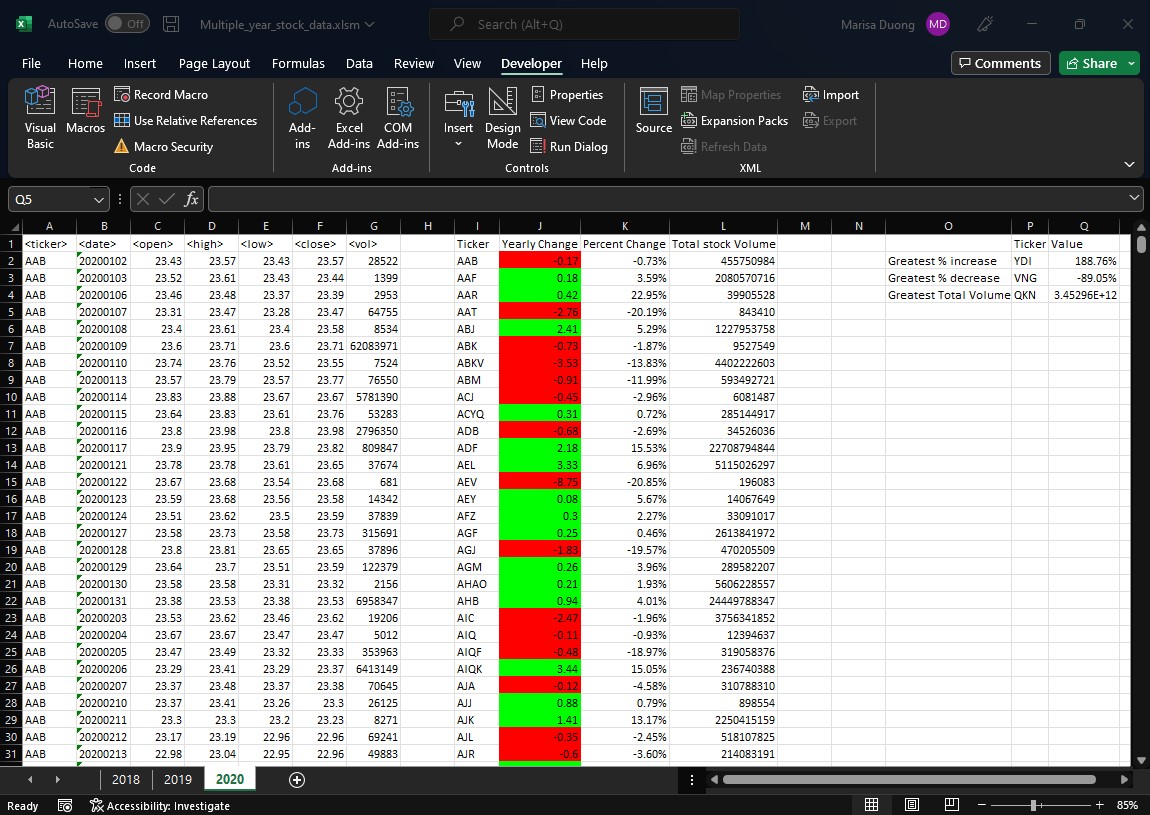 AutoSave Off Multiple_year_stock_data.xlsm Search (Alt+Q) Marisa Duong MD
File Home Insert Page Layout Formulas Data Review View Developer Help Comments Share
Visual Basic Macros Record Macro Use Relative References Macro Security Code
Add-ins Excel Add-ins COM Add-ins Add-ins
Insert Design Mode Properties View Code Run Dialog Controls
Source Map Properties Expansion Packs Refresh Data Import Export XML
Q5 fx
A B C D E F G H I J K L M N O P Q
1 <ticker> <date> <open> <high> <low> <close> <vol> Ticker Yearly Change Percent Change Total stock Volume Ticker Value
2 AAB 20200102 23.43 23.57 23.43 23.57 28522 AAB -0.17 -0.73% 455750984 Greatest % increase YDI 188.76%
3 AAB 20200103 23.52 23.61 23.43 23.44 1399 AAF 0.18 3.59% 2080570716 Greatest % decrease VNG -89.05%
4 AAB 20200106 23.46 23.48 23.37 23.39 2953 AAR 0.42 22.95% 39905528 Greatest Total Volume QKN 3.45296E+12
5 AAB 20200107 23.31 23.47 23.28 23.47 64755 AAT -2.76 -20.19% 843410
6 AAB 20200108 23.4 23.61 23.4 23.58 8534 ABJ 2.41 5.29% 1227953758
7 AAB 20200109 23.6 23.71 23.6 23.71 62083971 ABK -0.73 -1.87% 9527549
8 AAB 20200110 23.74 23.76 23.52 23.55 7524 ABKV -3.53 -13.83% 4402222603
9 AAB 20200113 23.57 23.79 23.57 23.77 76550 ABM -0.91 -11.99% 593492721
10 AAB 20200114 23.83 23.88 23.67 23.67 5781390 ACJ -0.45 -2.96% 6081487
11 AAB 20200115 23.64 23.83 23.61 23.76 53283 ACYQ 0.31 0.72% 285144917
12 AAB 20200116 23.8 23.98 23.8 23.98 2796350 ADB -0.68 -2.69% 34526036
13 AAB 20200117 23.9 23.95 23.79 23.82 809847 ADF 2.18 15.53% 22708794844
14 AAB 20200121 23.78 23.78 23.61 23.65 37674 AEL 3.33 6.96% 5115026297
15 AAB 20200122 23.67 23.68 23.54 23.68 681 AEV -8.75 -20.85% 196083
16 AAB 20200123 23.59 23.68 23.56 23.58 14342 AEY 0.08 5.67% 14067649
17 AAB 20200124 23.51 23.62 23.5 23.59 37839 AFZ 0.3 2.27% 33091017
18 AAB 20200127 23.58 23.73 23.58 23.73 315691 AGF 0.25 0.46% 2613841972
19 AAB 20200128 23.8 23.81 23.65 23.65 37896 AGJ -1.83 -19.57% 470205509
20 AAB 20200129 23.64 23.7 23.51 23.59 122379 AGM 0.26 3.96% 289582207
21 AAB 20200130 23.58 23.58 23.31 23.32 2156 AHAO 0.21 1.93% 5606228557
22 AAB 20200131 23.38 23.53 23.38 23.53 6958347 AHB 0.94 4.01% 24449788347
23 AAB 20200203 23.53 23.62 23.46 23.62 19206 AIC -2.47 -1.96% 3756341852
24 AAB 20200204 23.67 23.67 23.47 23.47 5012 AIQ -0.11 -0.93% 12394637
25 AAB 20200205 23.47 23.49 23.32 23.33 353963 AIQF -0.48 -18.97% 319058376
26 AAB 20200206 23.29 23.41 23.29 23.37 6413149 AIQK 3.44 15.05% 236740388
27 AAB 20200207 23.37 23.48 23.37 23.38 70645 AJA -0.12 -4.58% 310788310
28 AAB 20200210 23.37 23.41 23.26 23.3 26125 AJJ 0.88 0.79% 898554
29 AAB 20200211 23.3 23.3 23.2 23.23 8271 AJK 1.41 13.17% 2250415159
30 AAB 20200212 23.17 23.19 22.96 22.96 69241 AJL -0.35 -2.45% 518107825
31 AAB 20200213 22.98 23.04 22.95 22.96 49883 AJR -0.6 -3.60% 214083191
2018 2019 2020
Ready Accessibility: Investigate 85%